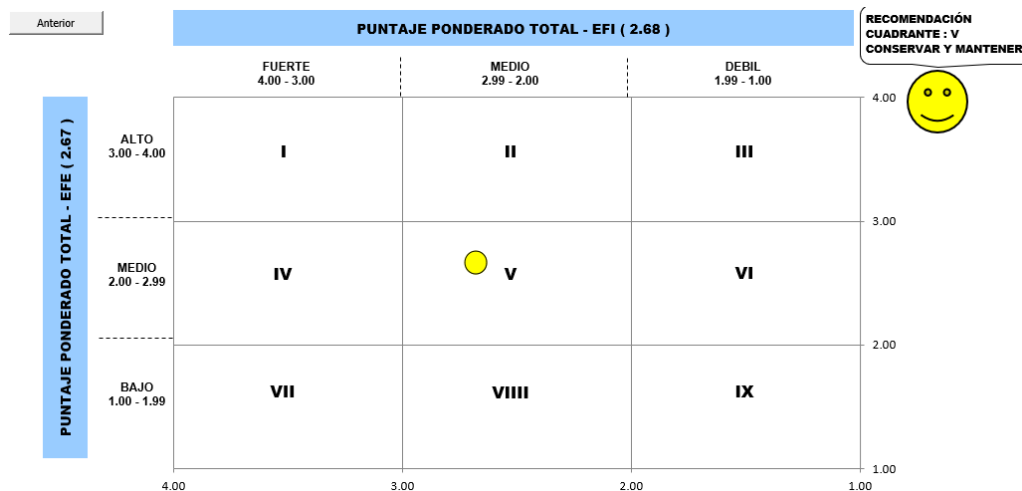 Anterior
PUNTAJE PONDERADO TOTAL - EFI ( 2.68 )
RECOMENDACIÓN
CUADRANTE : V
CONSERVAR Y MANTENER
FUERTE
4.00 - 3.00
MEDIO
2.99 - 2.00
DEBIL
1.99 - 1.00
PUNTAJE PONDERADO TOTAL - EFE ( 2.67 )
4.00
ALTO
3.00 - 4.00
I
II
III
3.00
MEDIO
2.00 - 2.99
IV
V
VI
2.00
BAJO
1.00 - 1.99
VII
VIIII
IX
1.00
4.00
3.00
2.00
1.00